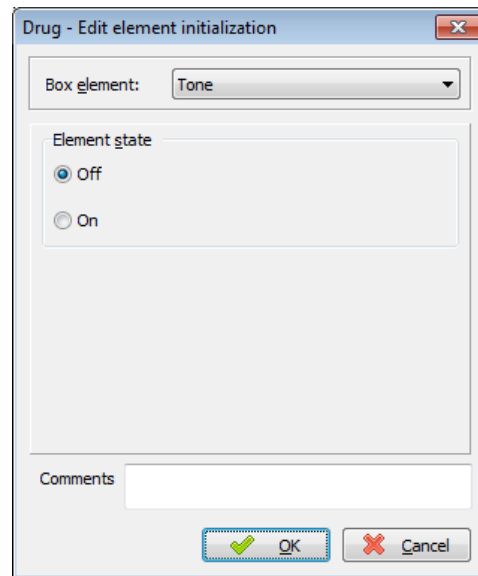 Drug - Edit element initialization
Box element: Tone
Element state
Off
On
Comments
OK Cancel